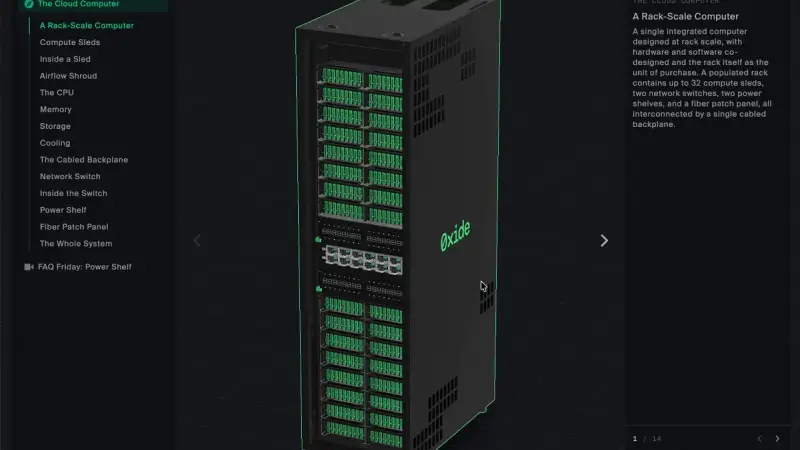 The Cloud Computer
A Rack-Scale Computer
Compute Sleds
Inside a Sled
Airflow Shroud
The CPU
Memory
Storage
Cooling
The Cabled Backplane
Network Switch
Inside the Switch
Power Shelf
Fiber Patch Panel
The Whole System
FAQ Friday: Power Shelf
0xide
THE CLOUD COMPUTER
A Rack-Scale Computer
A single integrated computer
designed at rack scale, with
hardware and software co-
designed and the rack itself as the
unit of purchase. A populated rack
contains up to 32 compute sleds,
two network switches, two power
shelves, and a fiber patch panel, all
interconnected by a single cabled
backplane.
1 / 14